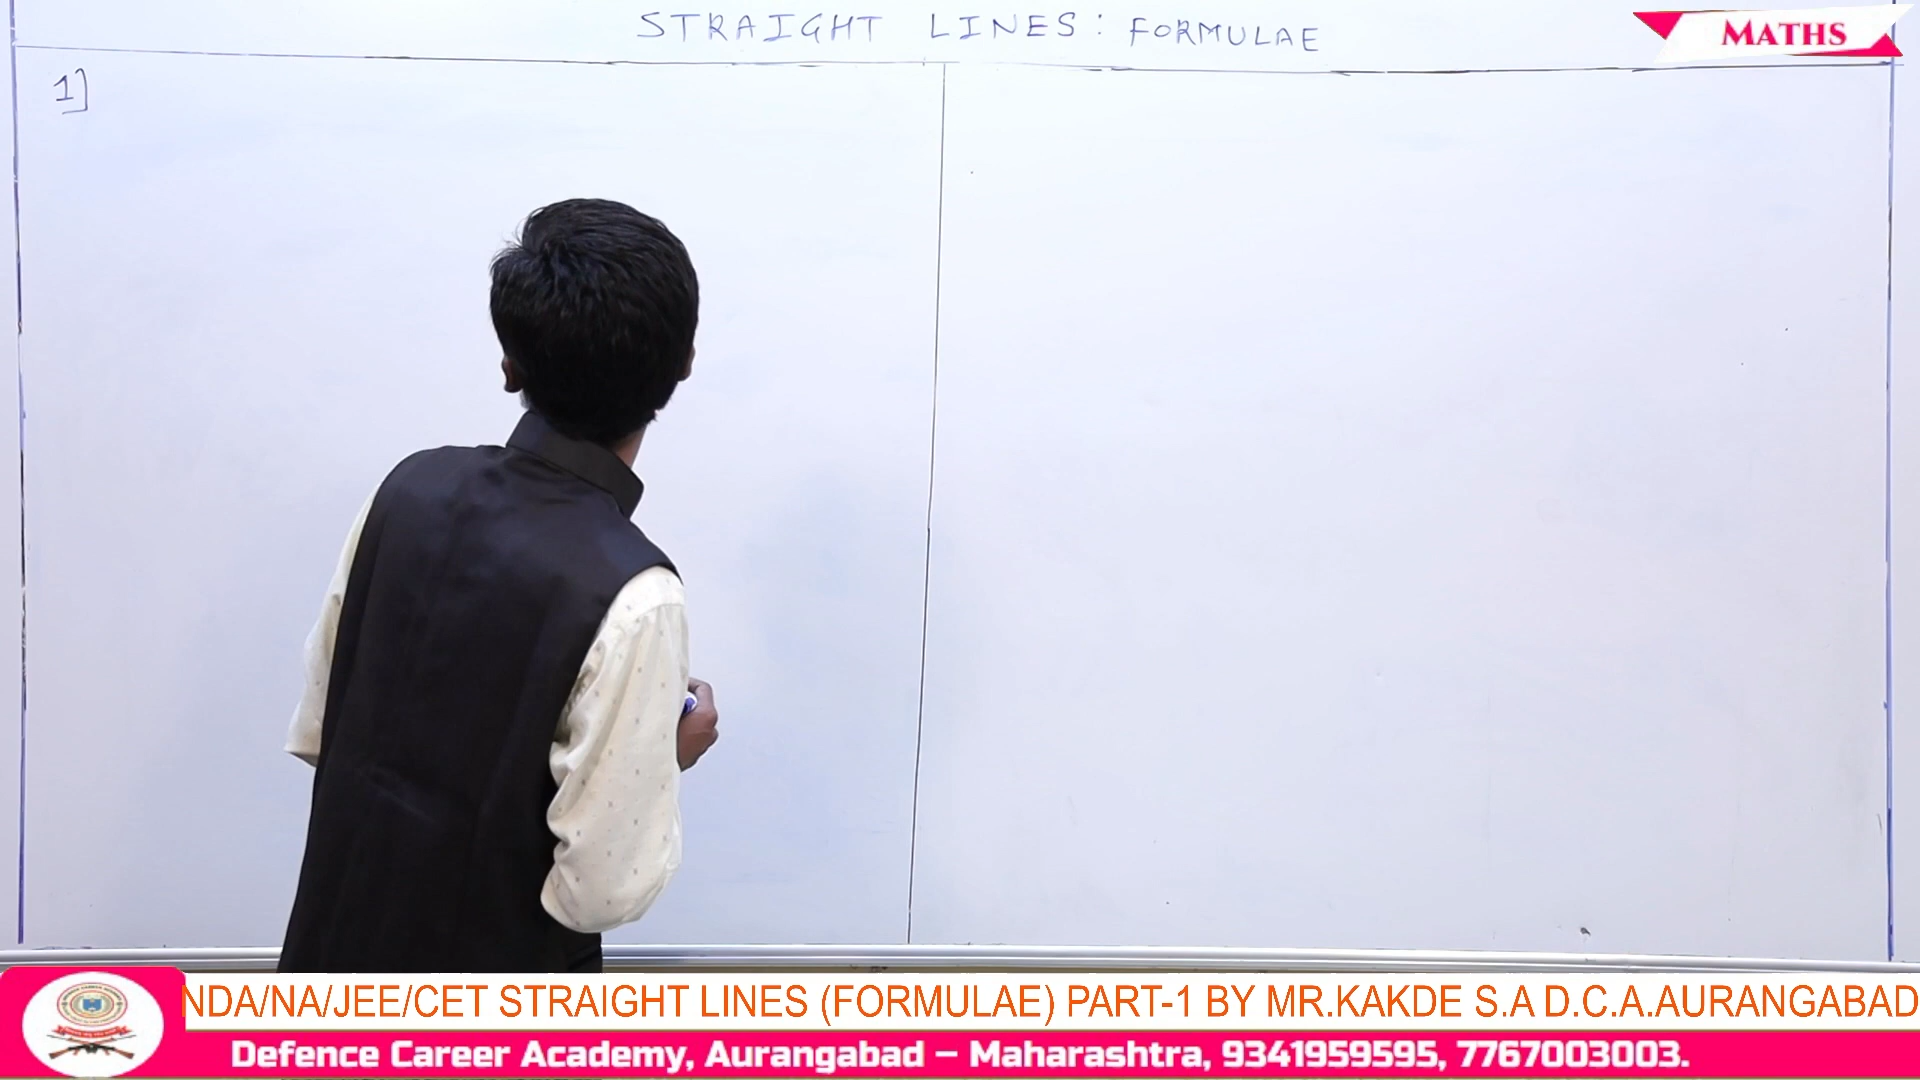 STRAIGHT LINES: FORMULAE
MATHS
1]
NDA/NA/JEE/CET STRAIGHT LINES (FORMULAE) PART-1 BY MR.KAKDE S.A D.C.A.AURANGABAD
Defence Career Academy, Aurangabad – Maharashtra, 9341959595, 7767003003.